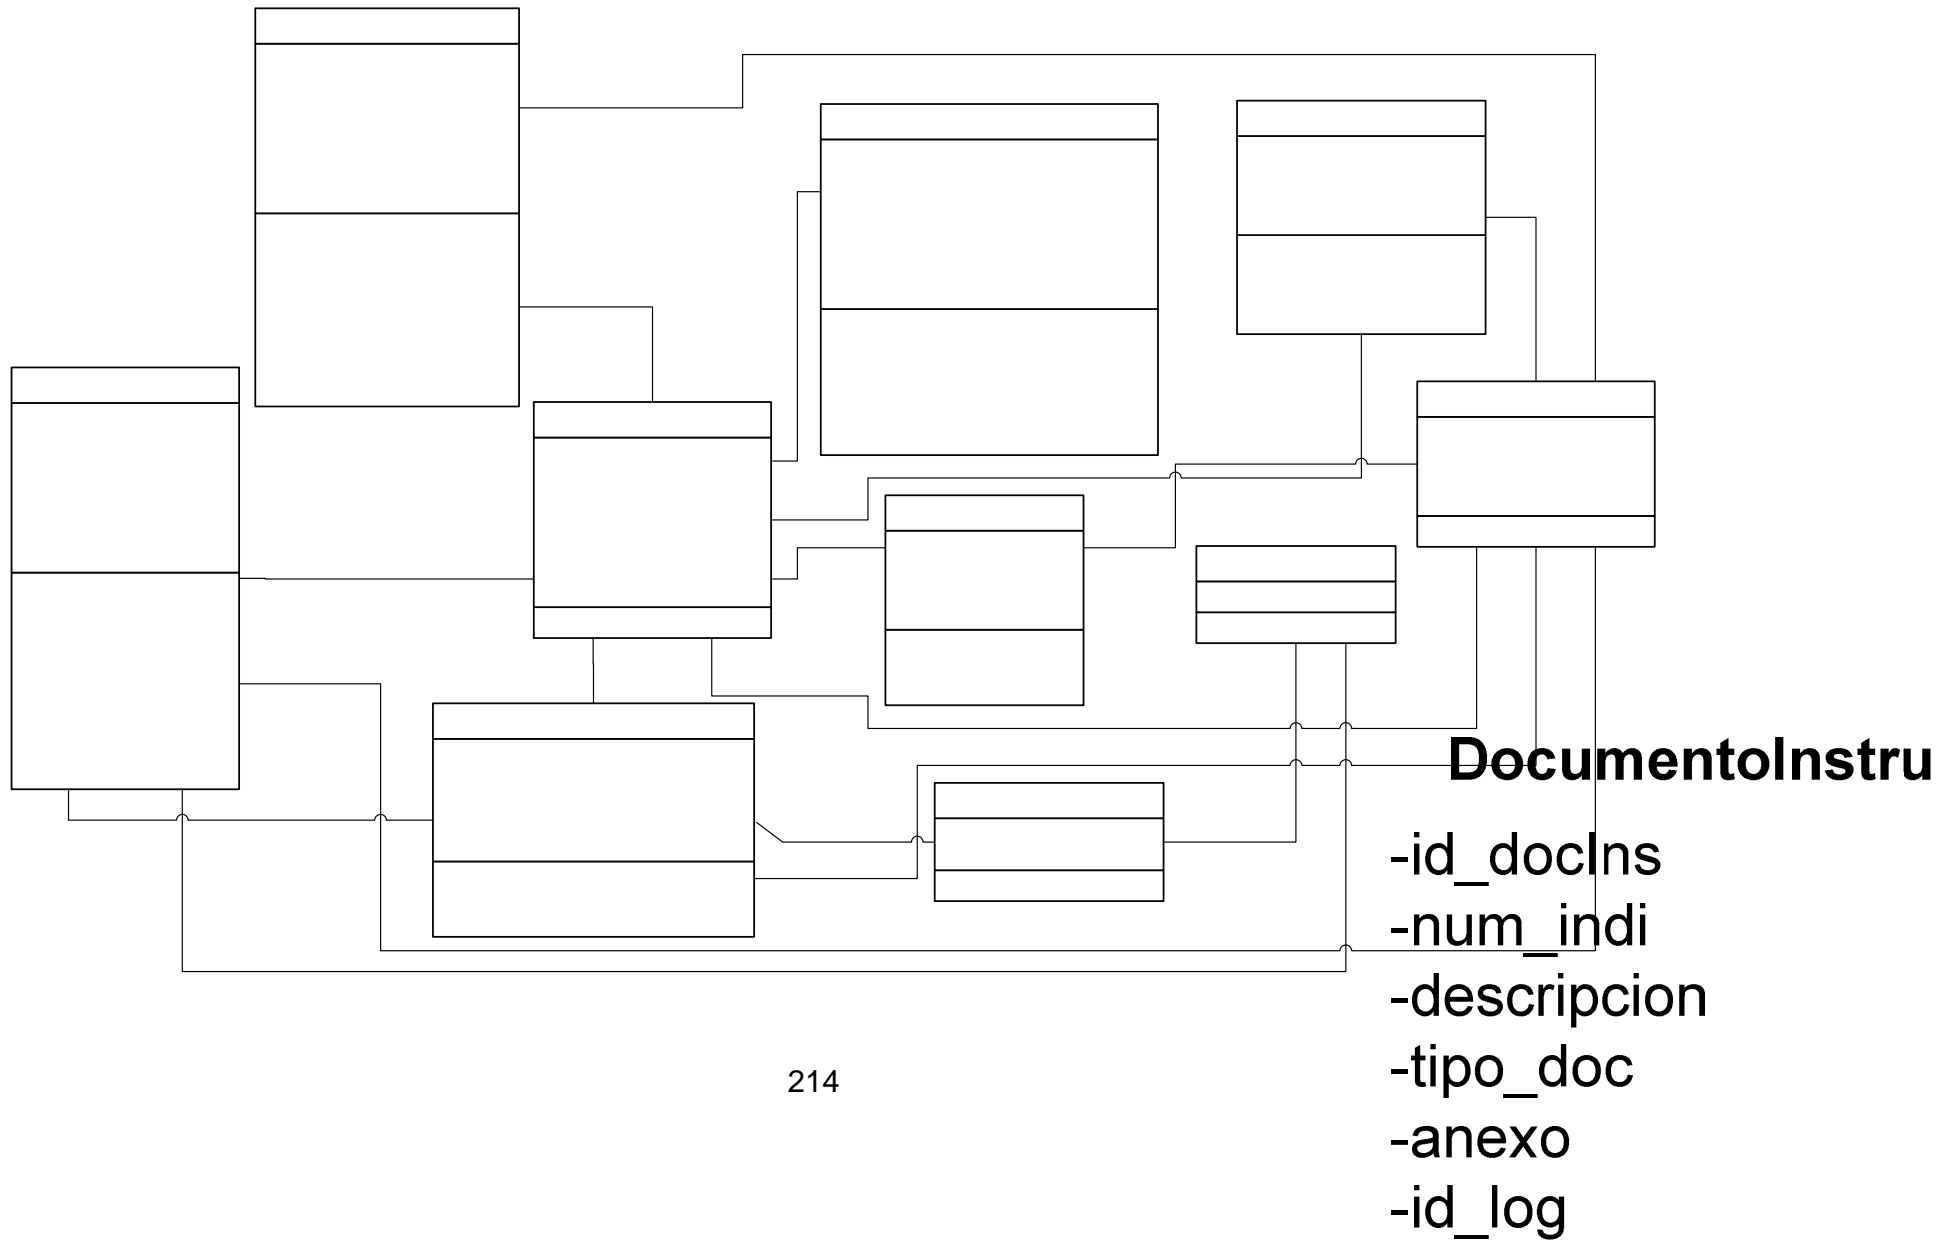 DocumentoInstru
-id_docIns
-num_indi
-descripcion
-tipo_doc
-anexo
-id_log
214